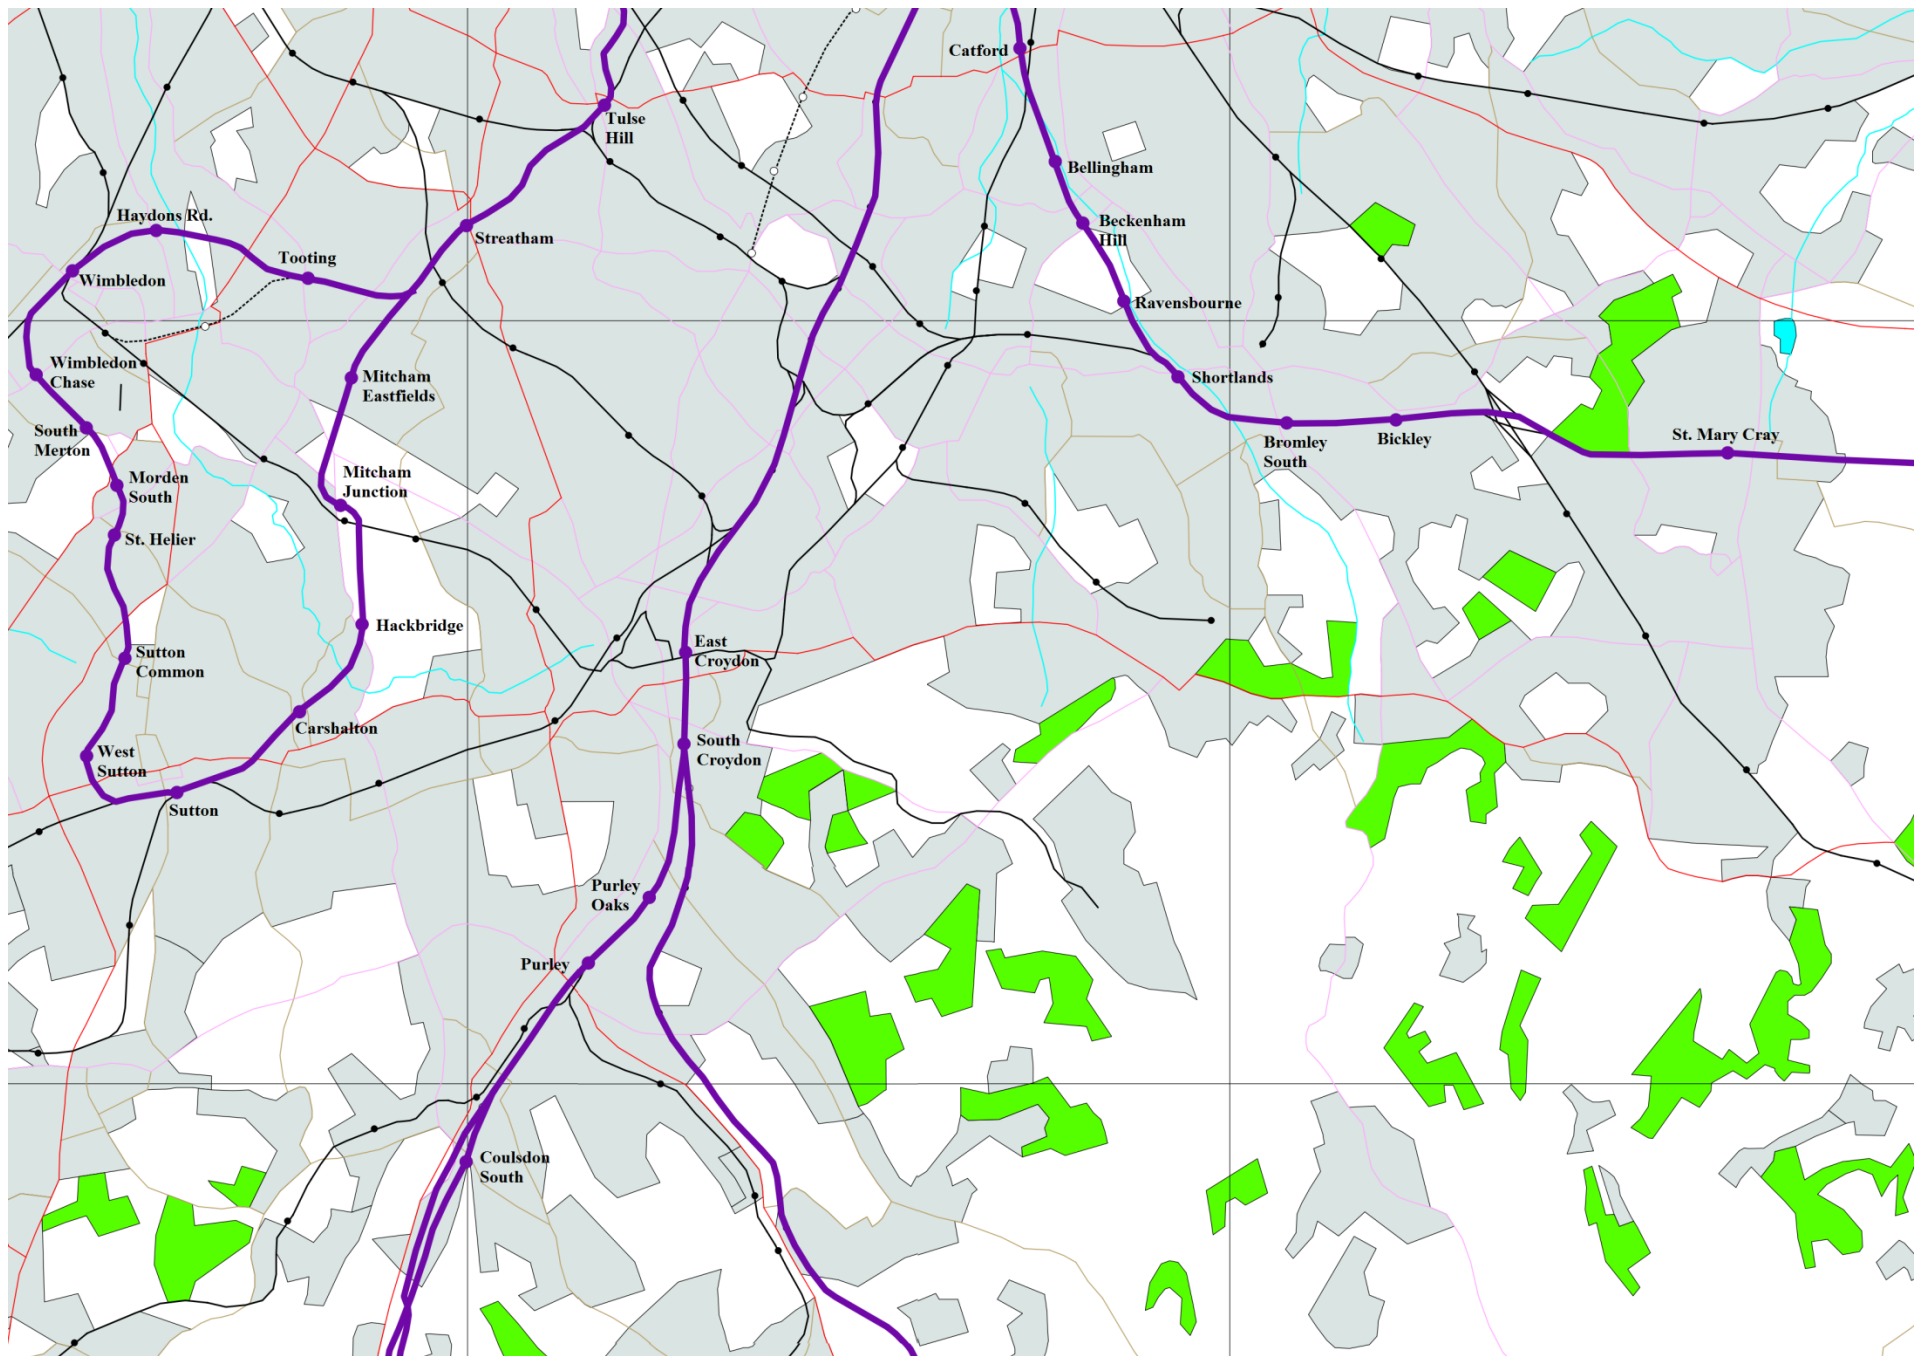 Catford
Tulse
Hill
Bellingham
Haydons Rd.
Beckenham
Hill
Streatham
Tooting
Wimbledon
Ravensbourne
Wimbledon
Chase
Mitcham
Eastfields
Shortlands
South
Merton
Bromley
South
Bickley
St. Mary Cray
Mitcham
Junction
Morden
South
St. Helier
Hackbridge
East
Croydon
Sutton
Common
Carshalton
West
Sutton
South
Croydon
Sutton
Purley
Oaks
Purley
Coulsdon
South